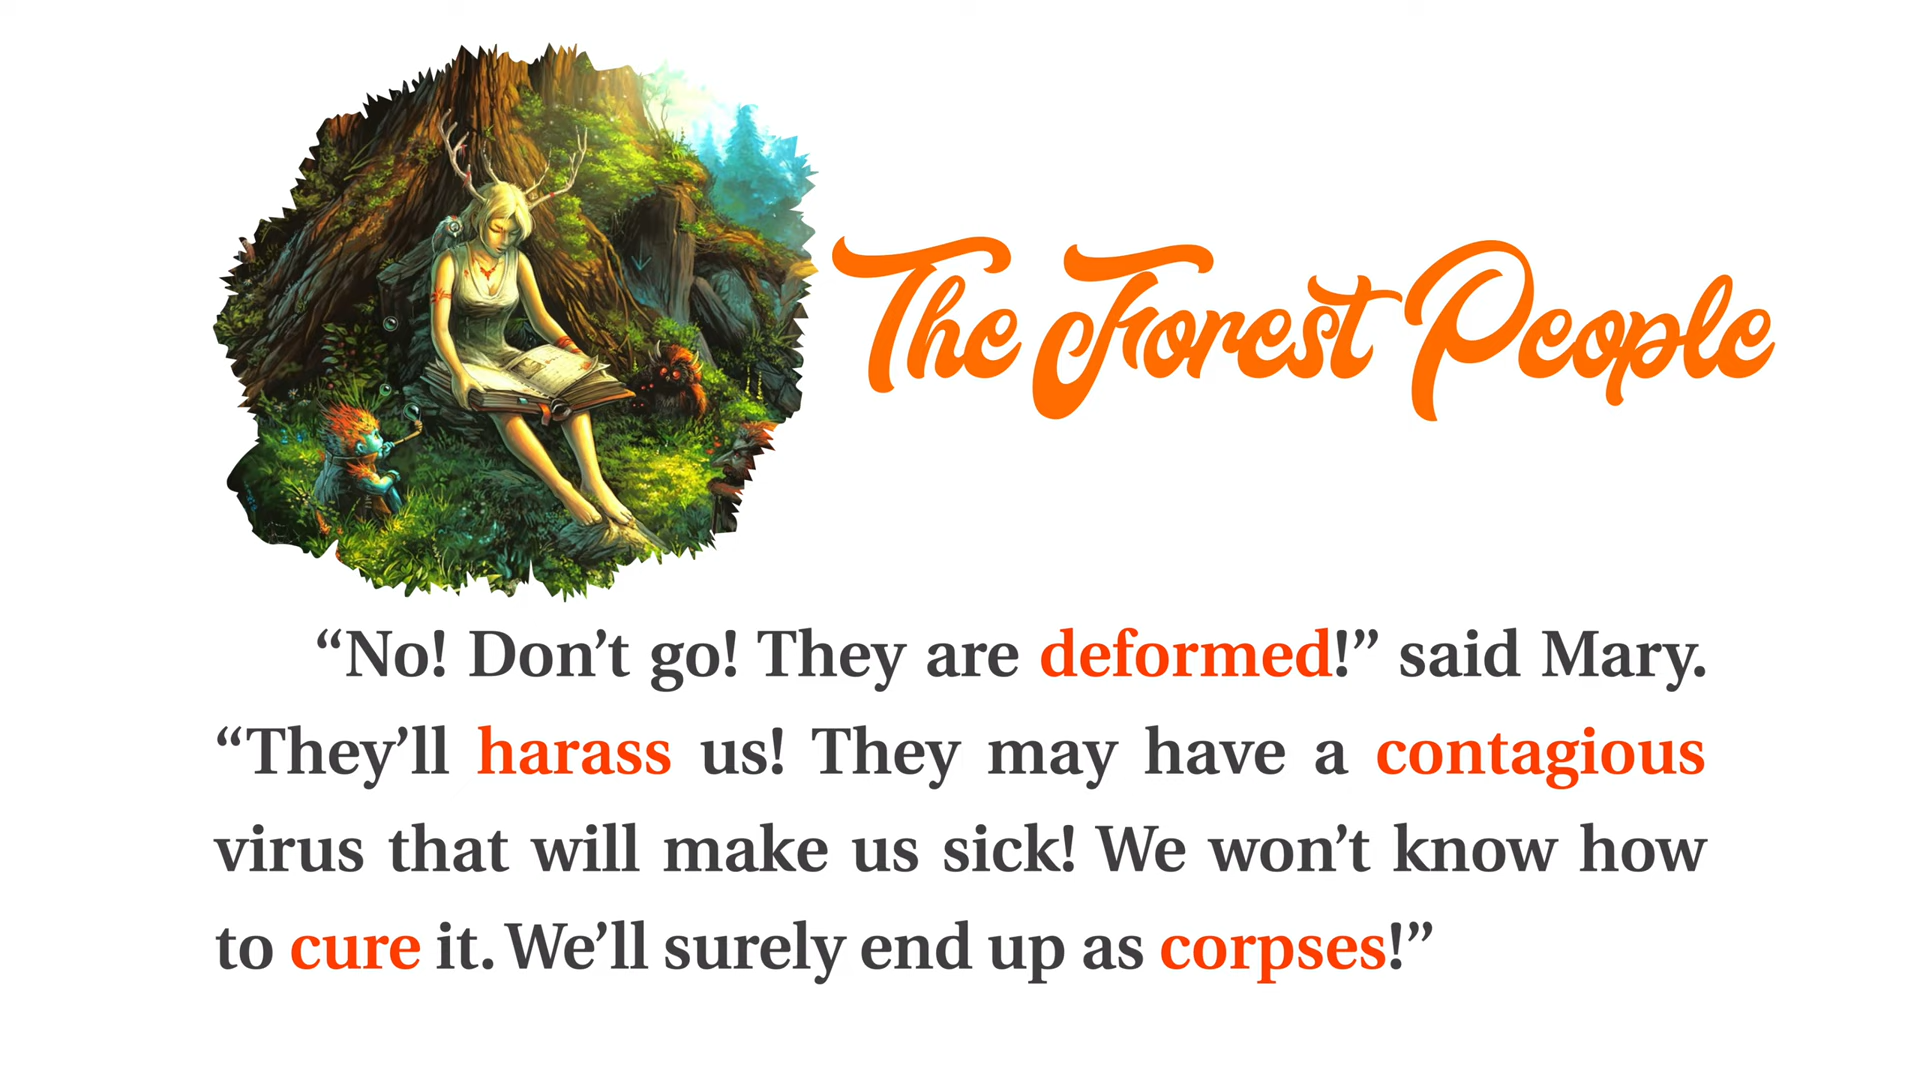 The Forest People
“No! Don’t go! They are deformed!” said Mary.
“They’ll harass us! They may have a contagious
virus that will make us sick! We won’t know how
to cure it. We’ll surely end up as corpses!”